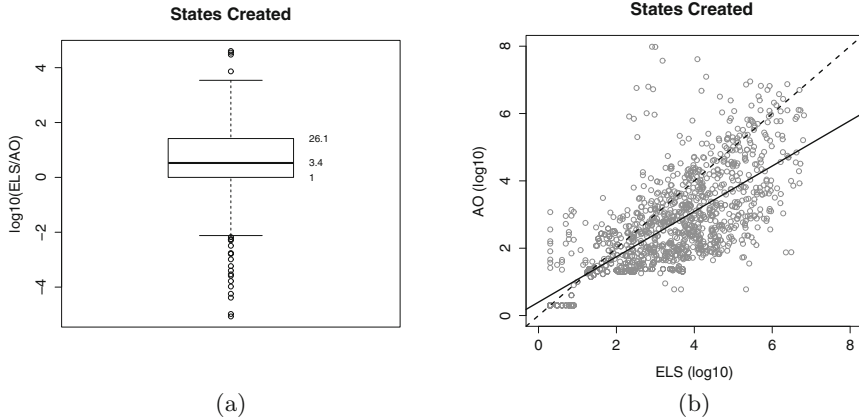 States Created
log10(ELS/AO)
4
2
0
−2
−4
26.1
3.4
1
(a)
States Created
AO (log10)
8
6
4
2
0
0 2 4 6 8
ELS (log10)
(b)